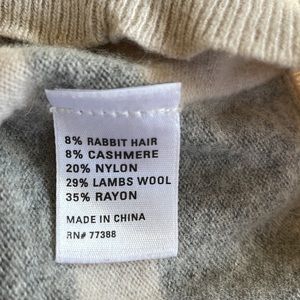 8% RABBIT HAIR
8% CASHMERE
20% NYLON
29% LAMBS WOOL
35% RAYON
MADE IN CHINA
RN# 77388